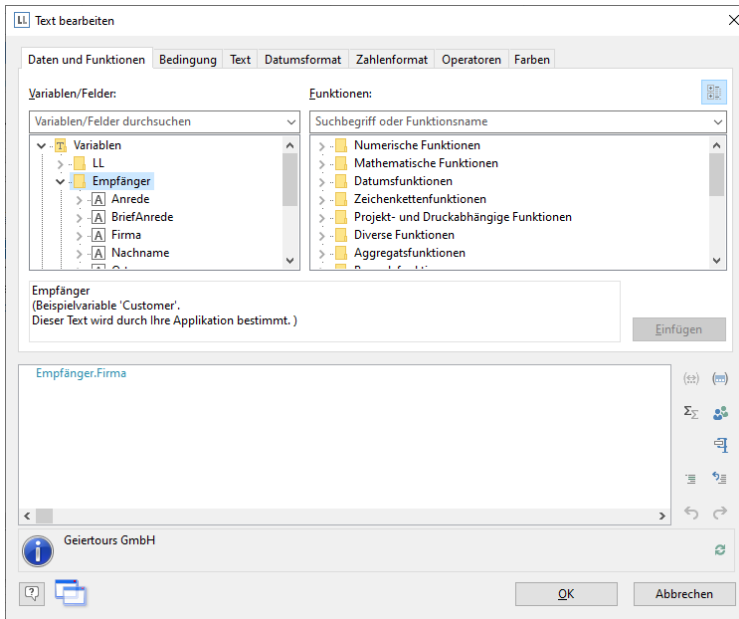 LL Text bearbeiten
Daten und Funktionen Bedingung Text Datumsformat Zahlenformat Operatoren Farben
Variablen/Felder:
Funktionen:
Variablen/Felder durchsuchen
Suchbegriff oder Funktionsname
T Variablen
LL
Empfänger
A Anrede
A BriefAnrede
A Firma
A Nachname
Numerische Funktionen
Mathematische Funktionen
Datumsfunktionen
Zeichenkettenfunktionen
Projekt- und Druckabhängige Funktionen
Diverse Funktionen
Aggregatsfunktionen
Empfänger
(Beispielvariable 'Customer'.
Dieser Text wird durch Ihre Applikation bestimmt. )
Einfügen
Empfänger.Firma
Geiertours GmbH
OK
Abbrechen